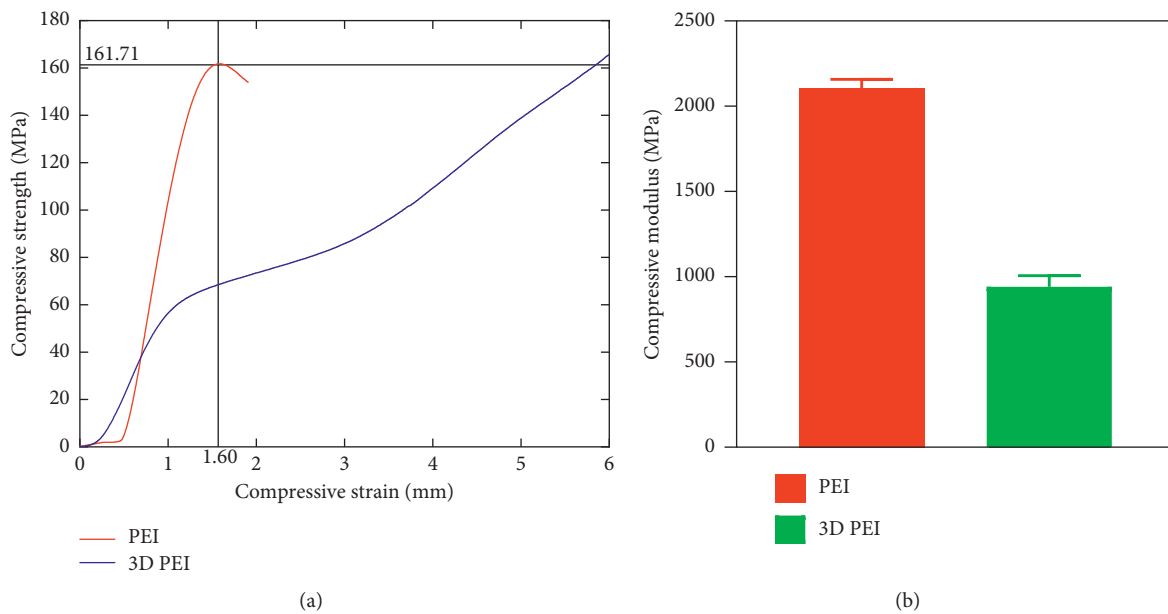 180
161.71
160
140
120
100
80
60
40
20
0
Compressive strength (MPa)
0
1
1.60
2
3
4
5
6
Compressive strain (mm)
PEI
3D PEI
(a)
2500
2000
1500
1000
500
0
Compressive modulus (MPa)
PEI
3D PEI
(b)